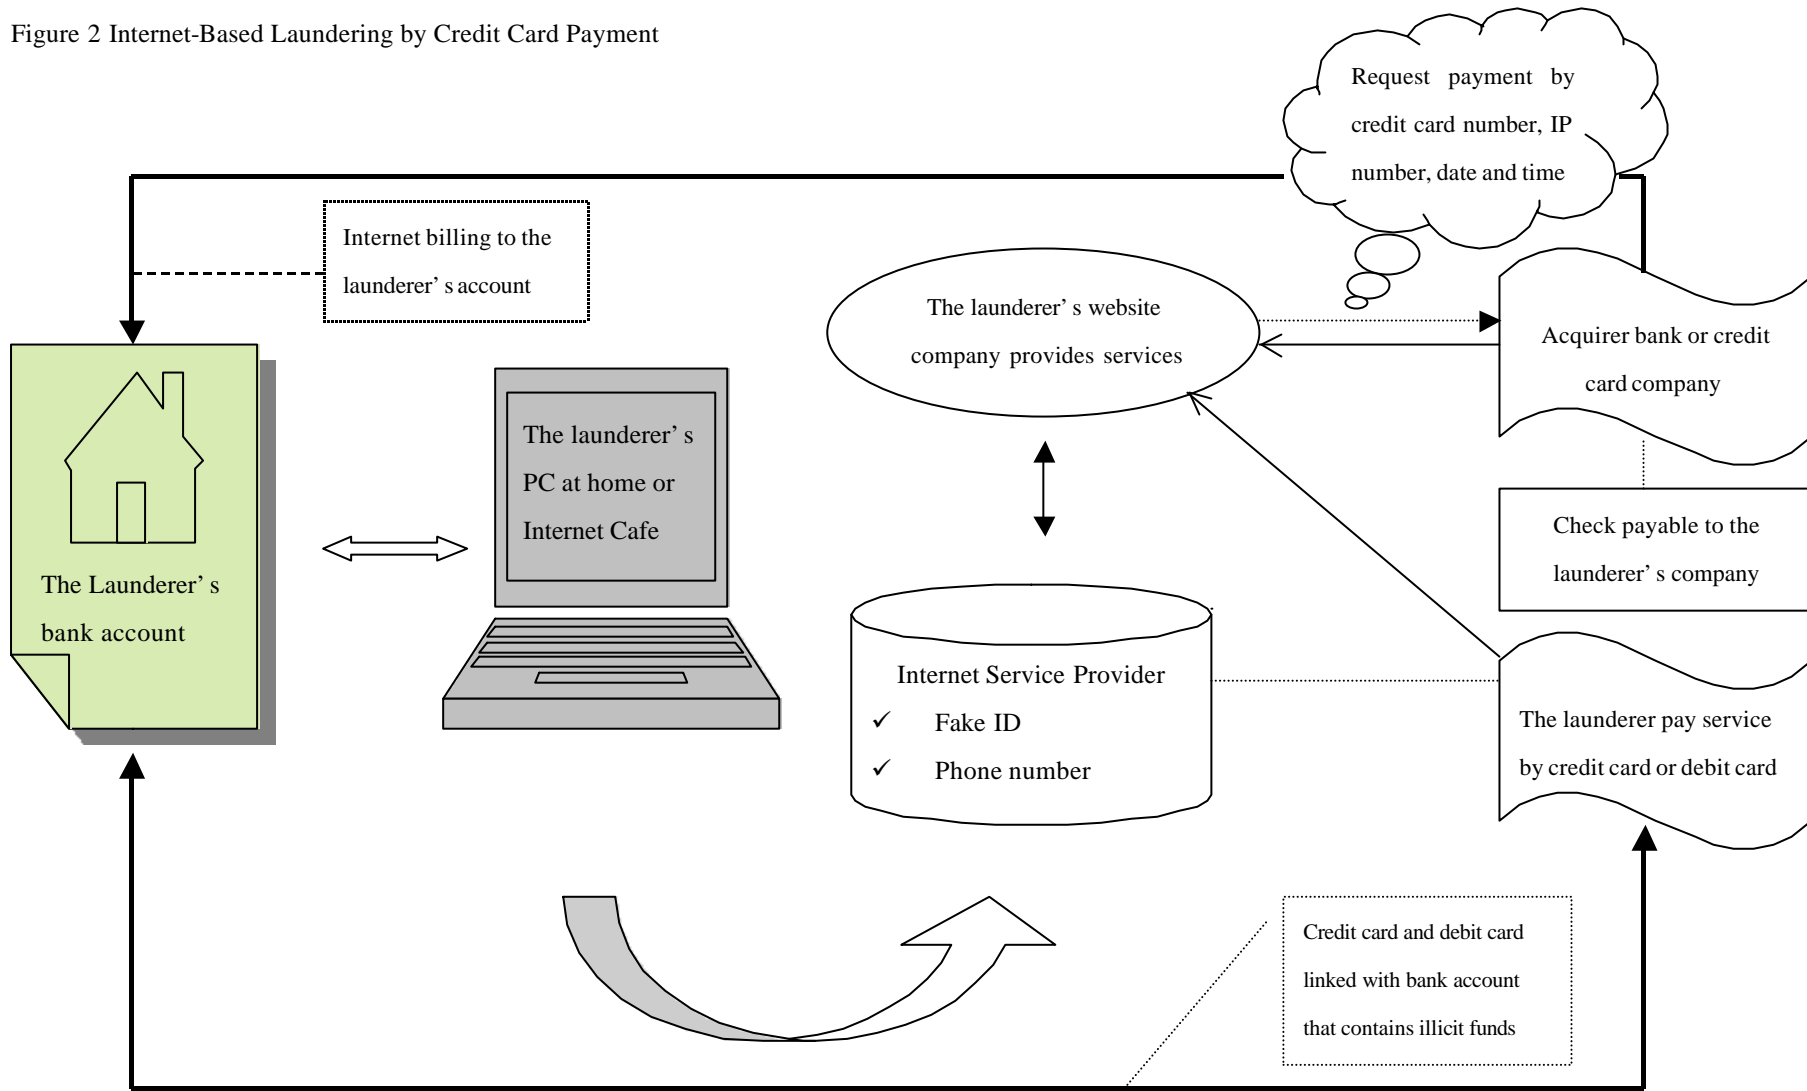 Figure 2 Internet-Based Laundering by Credit Card Payment
Request payment by
credit card number, IP
number, date and time
Internet billing to the
launderer's account
The launderer's website
company provides services
Acquirer bank or credit
card company
The launderer's
PC at home or
Internet Cafe
Check payable to the
launderer's company
The Launderer's
bank account
Internet Service Provider
✓ Fake ID
✓ Phone number
The launderer pay service
by credit card or debit card
Credit card and debit card
linked with bank account
that contains illicit funds